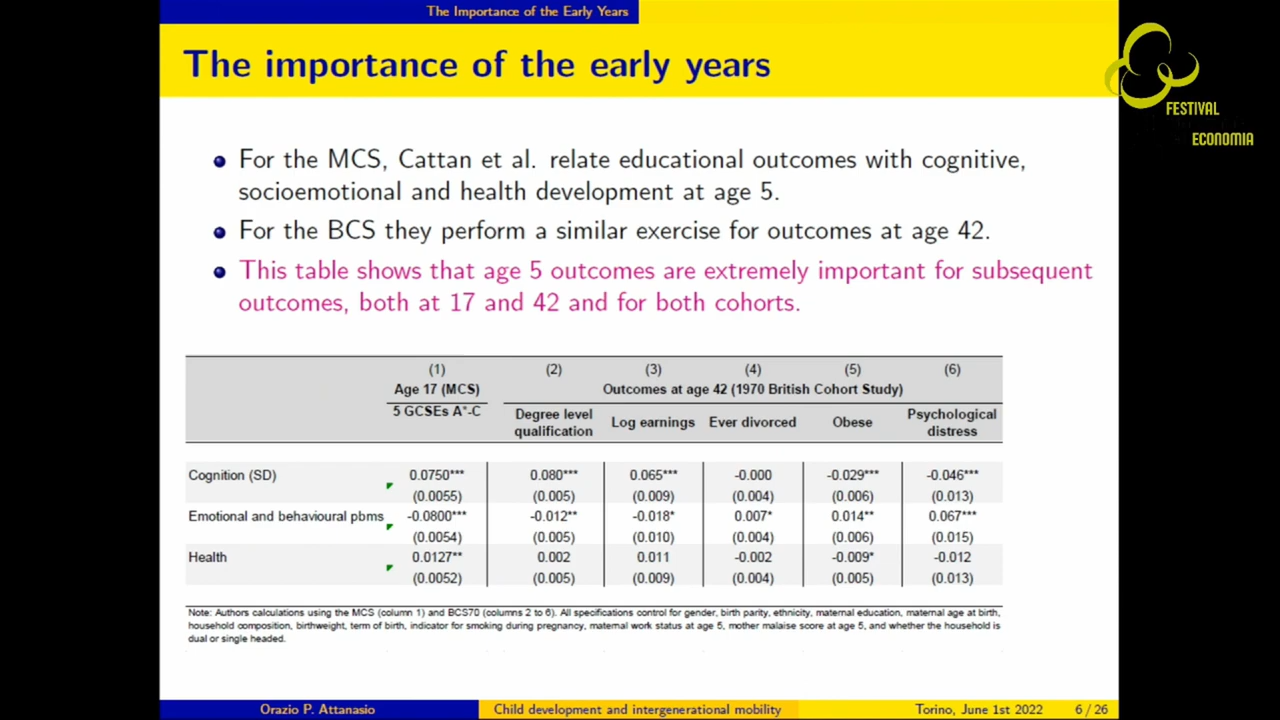 The Importance of the Early Years
The importance of the early years
FESTIVAL
ECONOMIA
For the MCS, Cattan et al. relate educational outcomes with cognitive,
socioemotional and health development at age 5.
For the BCS they perform a similar exercise for outcomes at age 42.
This table shows that age 5 outcomes are extremely important for subsequent
outcomes, both at 17 and 42 and for both cohorts.
(1) (2) (3) (4) (5) (6)
Age 17 (MCS) Outcomes at age 42 (1970 British Cohort Study)
5 GCSEs A*-C Degree level qualification Log earnings Ever divorced Obese Psychological distress
Cognition (SD) 0.0750*** 0.080*** 0.065*** -0.000 -0.029*** -0.046***
(0.0055) (0.005) (0.009) (0.004) (0.006) (0.013)
Emotional and behavioural pbms -0.0800*** -0.012** -0.018* 0.007* 0.014** 0.067***
(0.0054) (0.005) (0.010) (0.004) (0.006) (0.015)
Health 0.0127** 0.002 0.011 -0.002 -0.009* -0.012
(0.0052) (0.005) (0.009) (0.004) (0.005) (0.013)
Note: Authors calculations using the MCS (column 1) and BCS70 (columns 2 to 6). All specifications control for gender, birth parity, ethnicity, maternal education, maternal age at birth,
household composition, birthweight, term of birth, indicator for smoking during pregnancy, maternal work status at age 5, mother malaise score at age 5, and whether the household is
dual or single headed.
Orazio P. Attanasio Child development and intergenerational mobility Torino, June 1st 2022 6 / 26